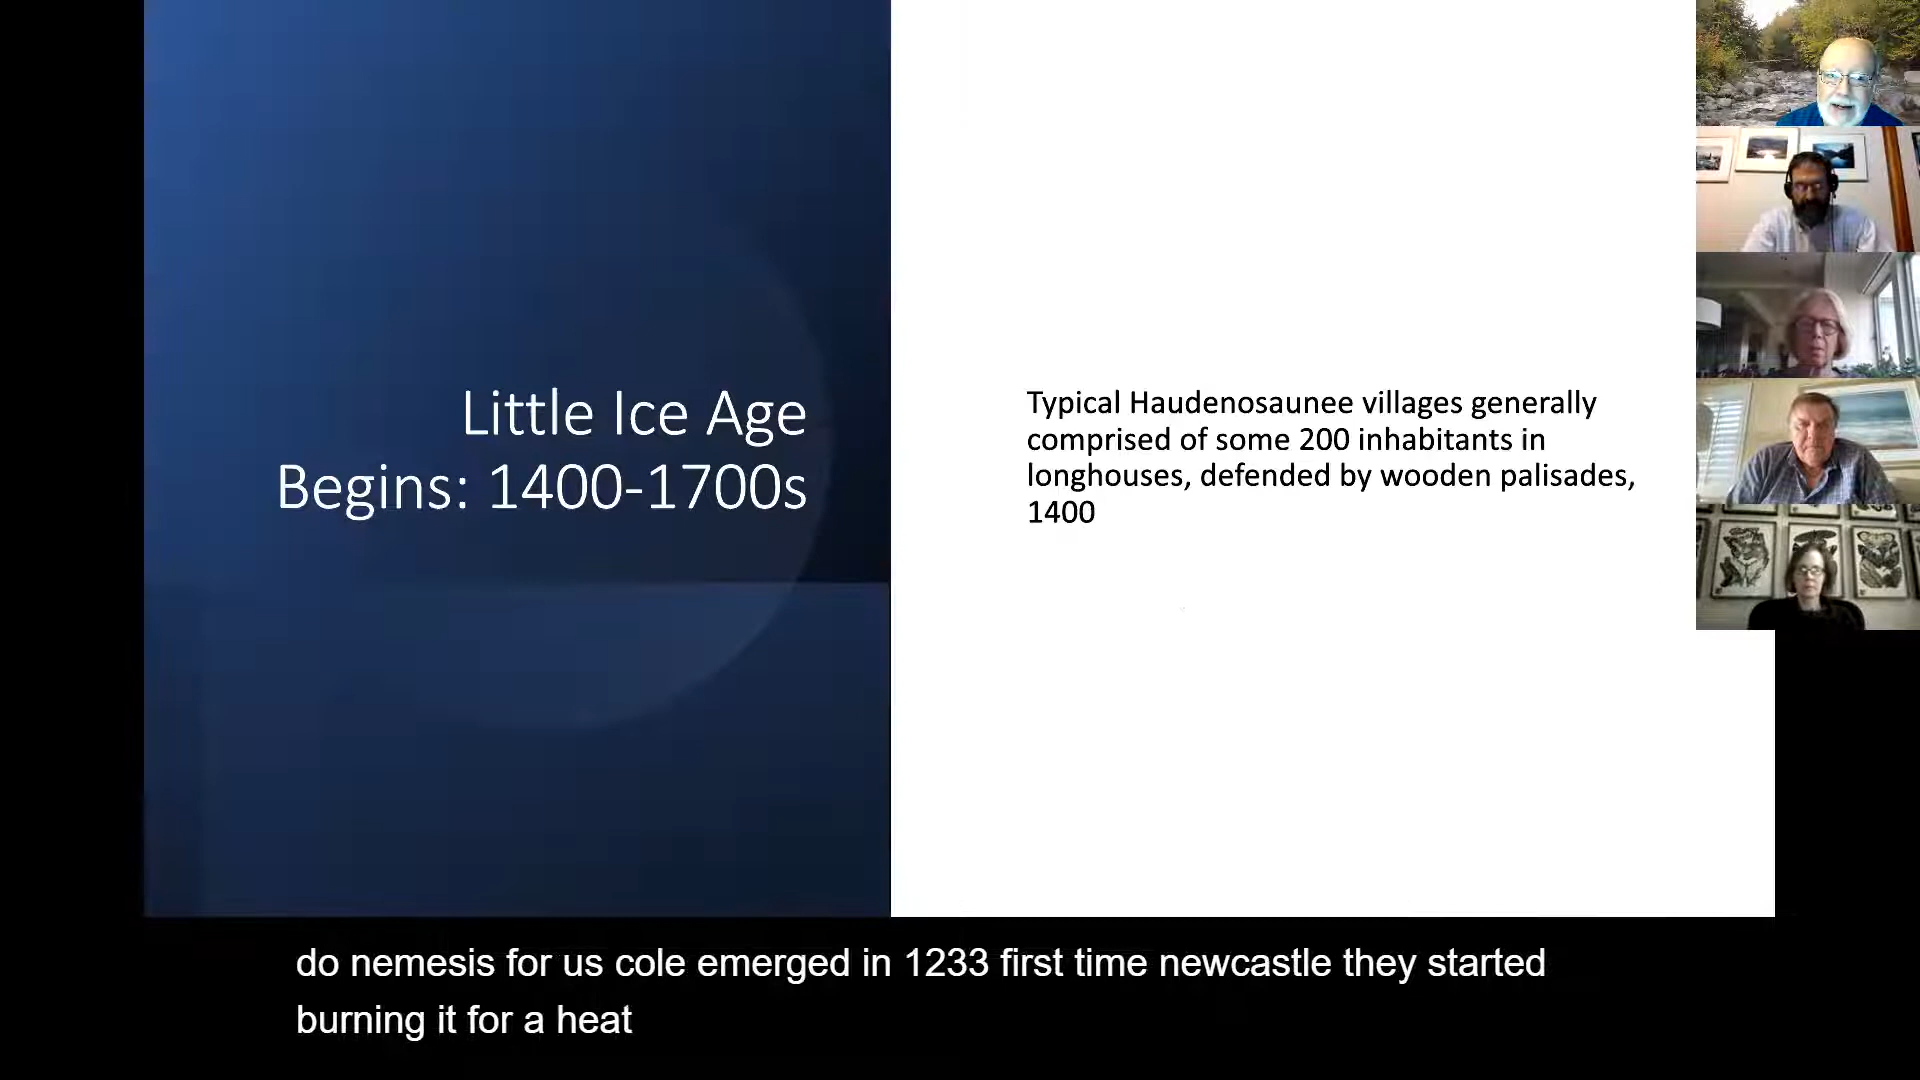 Little Ice Age
Begins: 1400-1700s
Typical Haudenosaunee villages generally
comprised of some 200 inhabitants in
longhouses, defended by wooden palisades,
1400
do nemesis for us cole emerged in 1233 first time newcastle they started
burning it for a heat